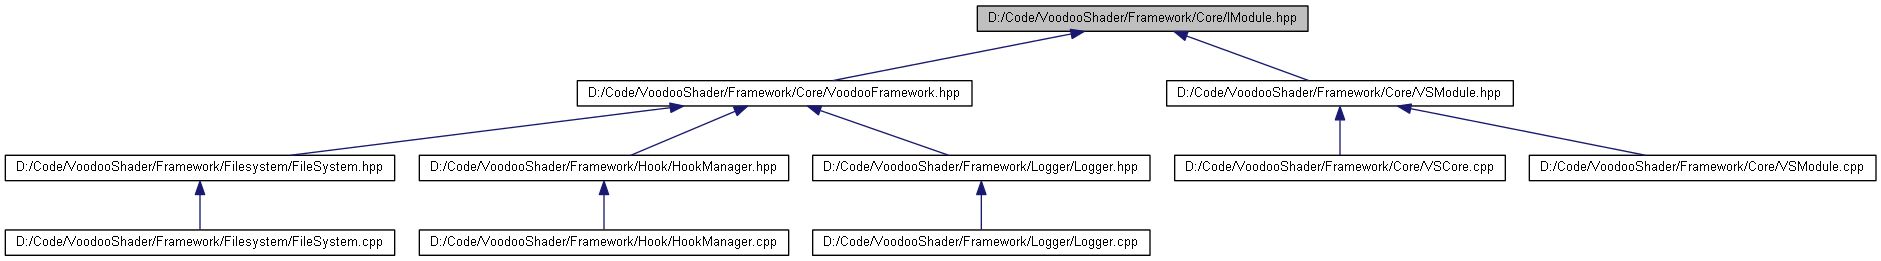 D:/Code/VoodooShader/Framework/Core/IModule.hpp
D:/Code/VoodooShader/Framework/Core/VoodooFramework.hpp
D:/Code/VoodooShader/Framework/Core/VSModule.hpp
D:/Code/VoodooShader/Framework/Filesystem/FileSystem.hpp
D:/Code/VoodooShader/Framework/Hook/HookManager.hpp
D:/Code/VoodooShader/Framework/Logger/Logger.hpp
D:/Code/VoodooShader/Framework/Core/VSCore.cpp
D:/Code/VoodooShader/Framework/Core/VSModule.cpp
D:/Code/VoodooShader/Framework/Filesystem/FileSystem.cpp
D:/Code/VoodooShader/Framework/Hook/HookManager.cpp
D:/Code/VoodooShader/Framework/Logger/Logger.cpp